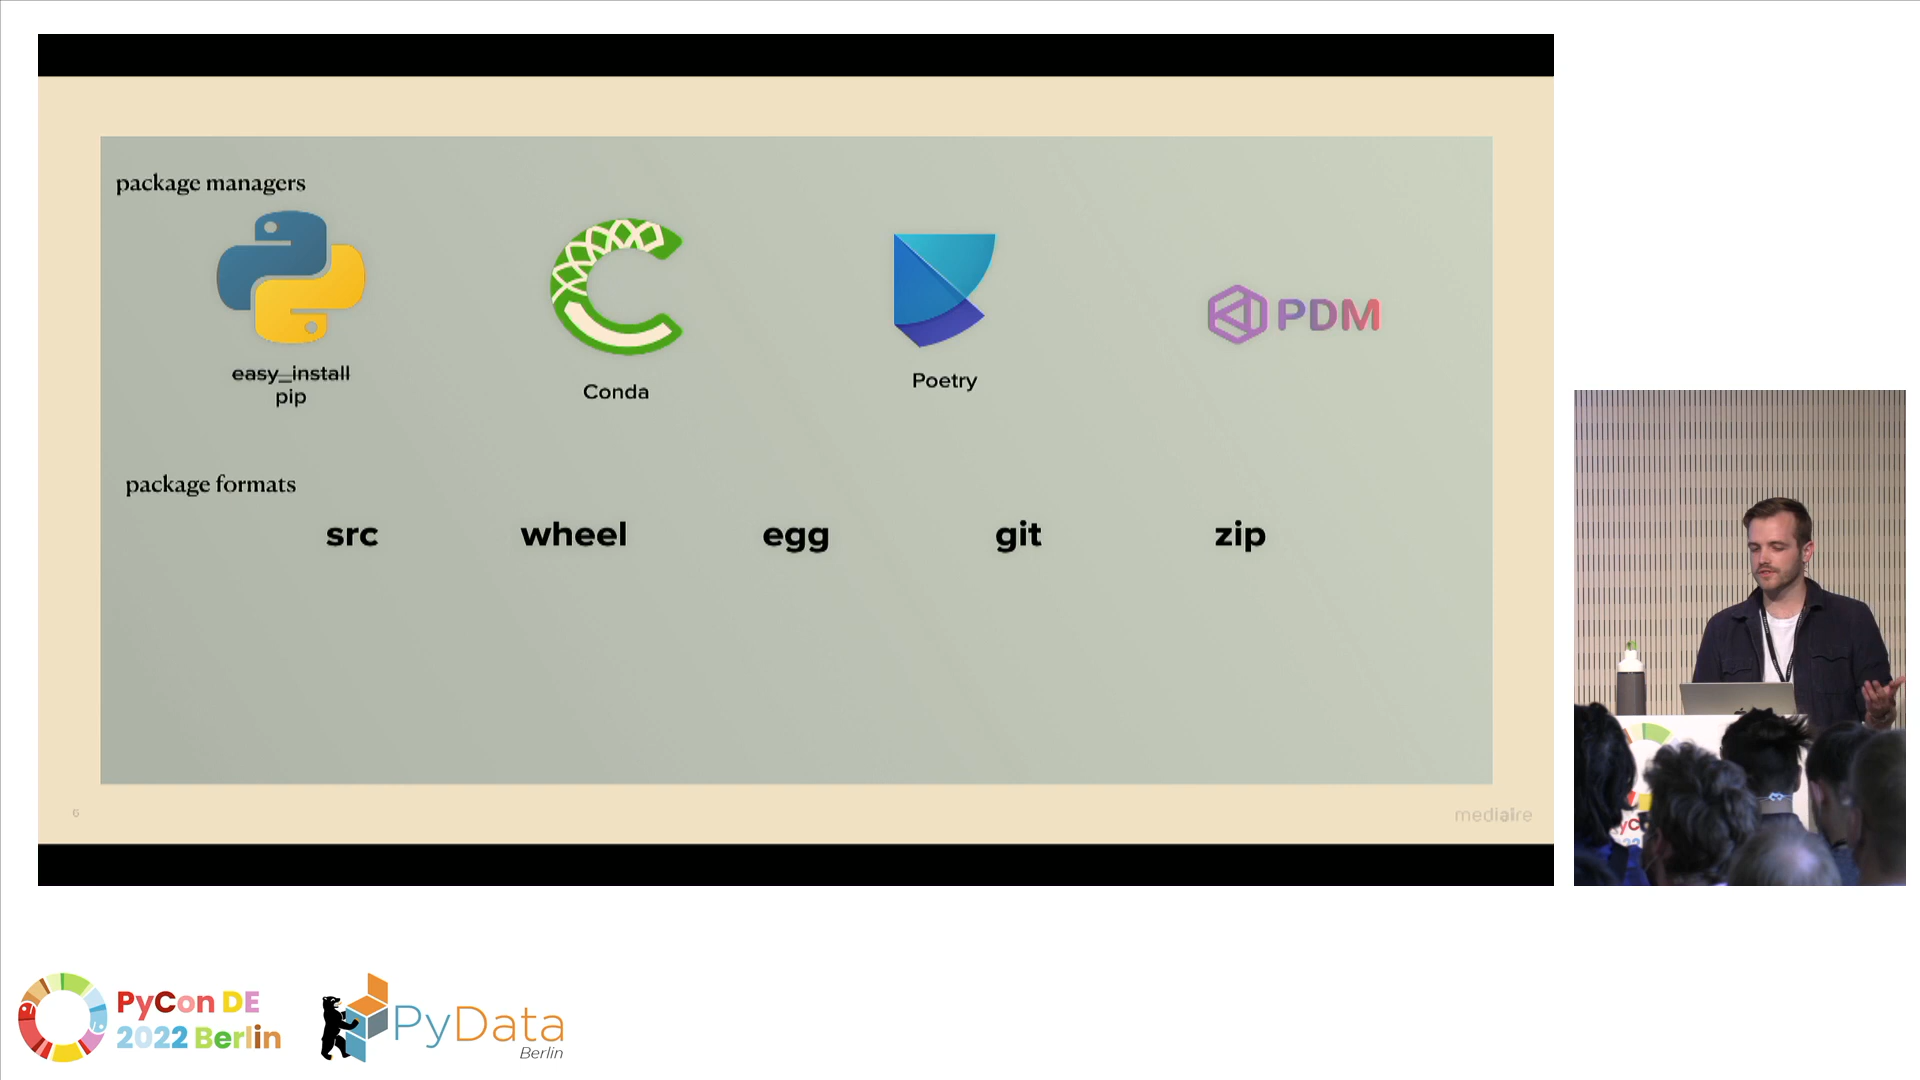 package managers
easy_install
pip
Conda
Poetry
PDM
package formats
src
wheel
egg
git
zip
6
mediaire
PyCon DE
2022 Berlin
PyData
Berlin